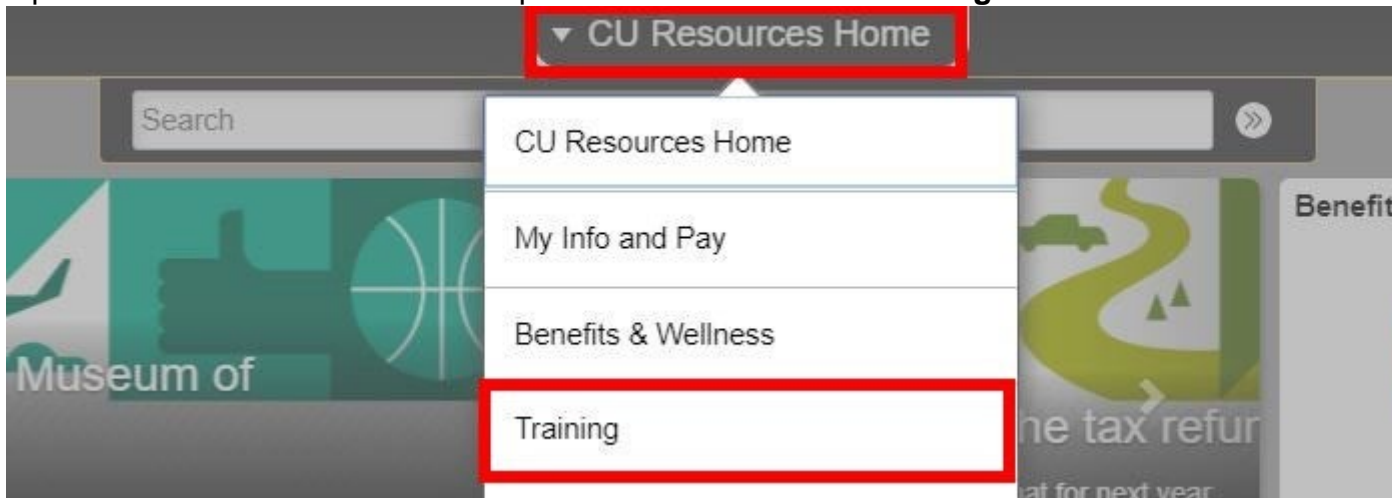 ▾ CU Resources Home
Search
CU Resources Home
My Info and Pay
Benefits & Wellness
Training
Benefit
Museum of
he tax refur
at for next year